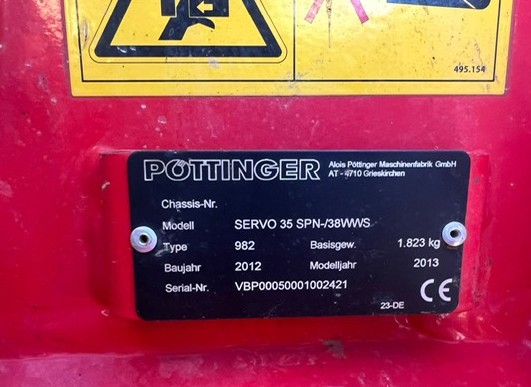 495.154
PÖTTINGER Alois Pöttinger Maschinenfabrik GmbH
AT - 4710 Grieskirchen
Chassis-Nr.
Modell SERVO 35 SPN-/38WWS
Type 982 Basisgew. 1.823 kg
Baujahr 2012 Modelljahr 2013
Serial-Nr. VBP00050001002421
23-DE CE